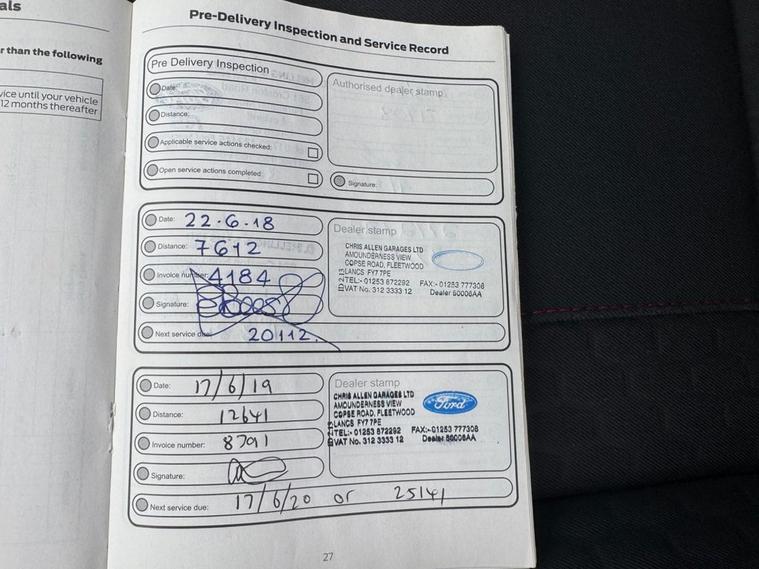 als
r than the following
vice until your vehicle
12 months thereafter
Pre-Delivery Inspection and Service Record
Pre Delivery Inspection
Date:
Distance:
Applicable service actions checked:
Open service actions completed:
Authorised dealer stamp
Signature:
Date: 22-6-18
Distance: 7612
Invoice number: 4184
Signature:
Next service due: 20112
Dealer stamp
CHRIS ALLEN GARAGES LTD
AMOUNDERNESS VIEW
COPSE ROAD, FLEETWOOD
LANCS FY7 7PE
TEL:- 01253 872292 FAX:- 01253 777308
VAT No. 312 3333 12 Dealer 60006AA
Date: 17/6/19
Distance: 12641
Invoice number: 8791
Signature:
Next service due: 17/6/20 or 25141
Dealer stamp
CHRIS ALLEN GARAGES LTD
AMOUNDERNESS VIEW
COPSE ROAD, FLEETWOOD
LANCS FY7 7PE
TEL:- 01253 872292 FAX:- 01253 777308
VAT No. 312 3333 12 Dealer 60006AA
Ford
27